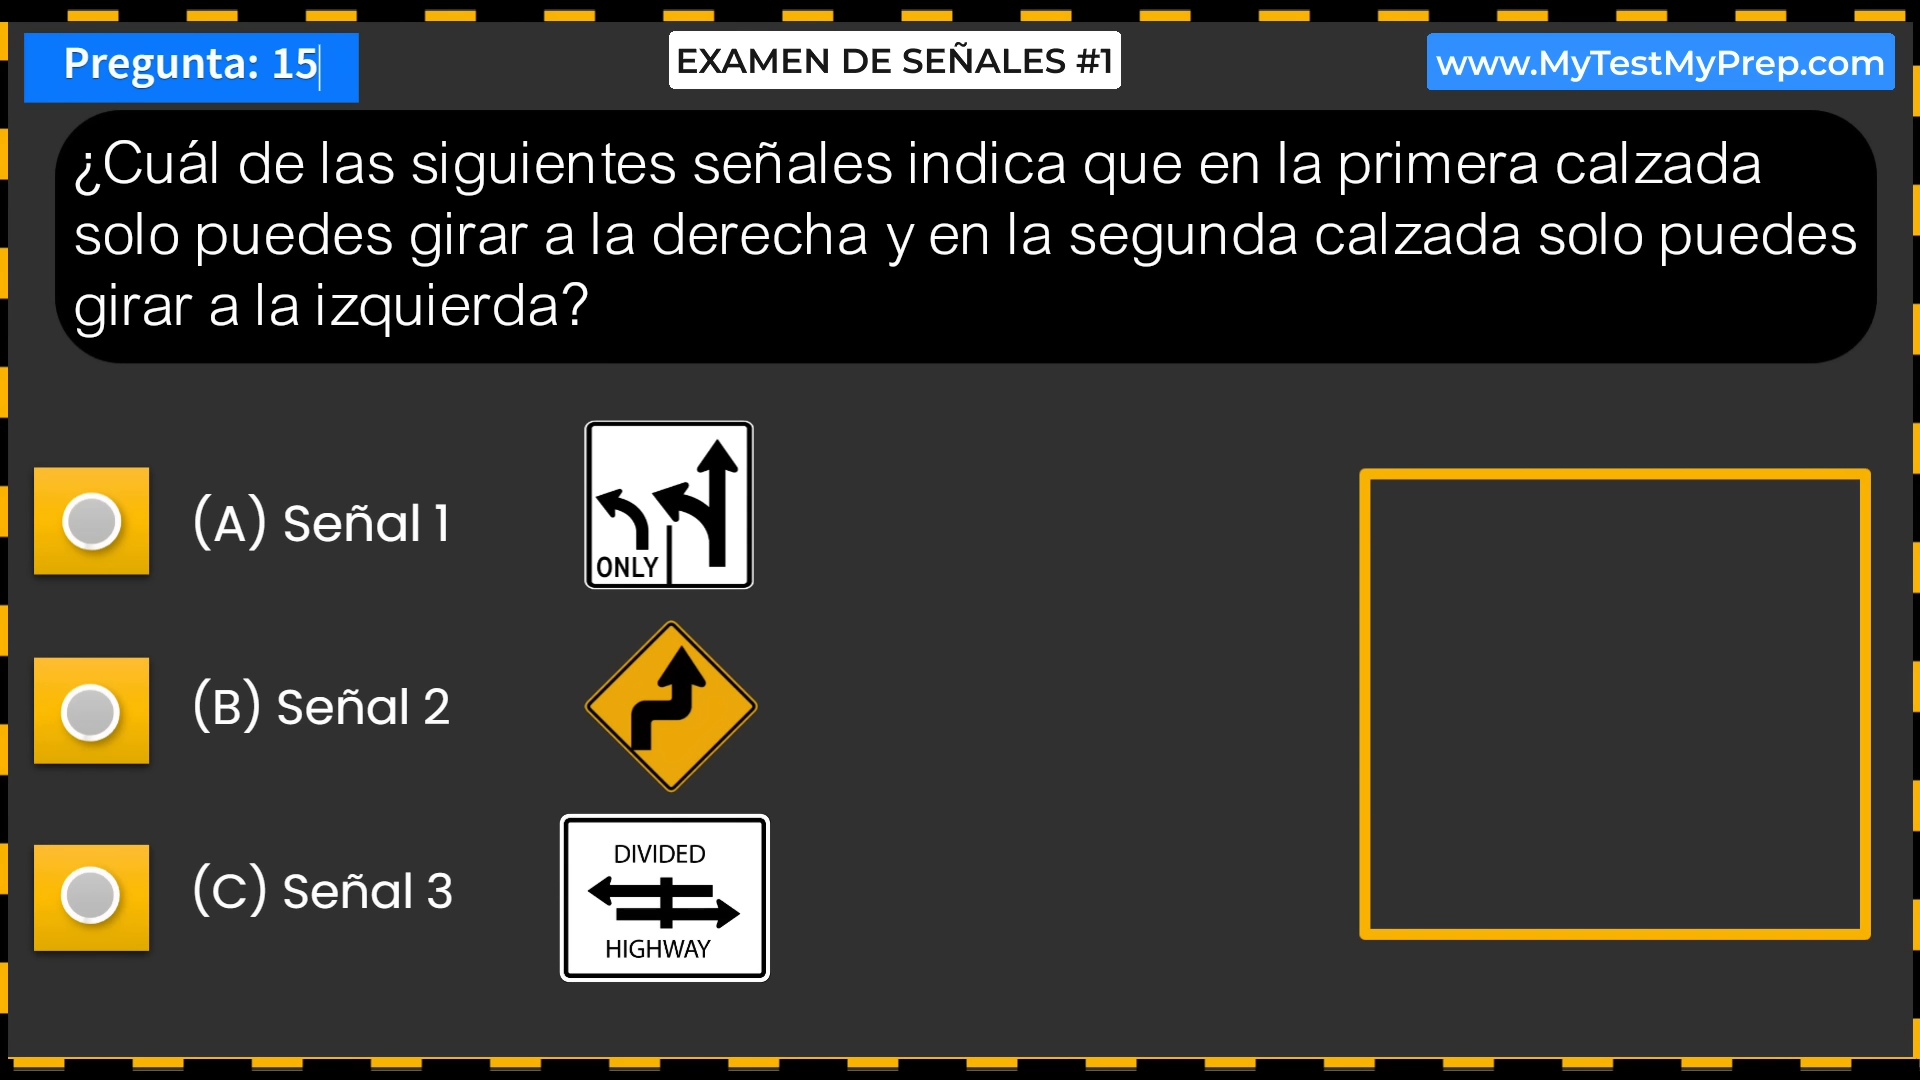 Pregunta: 15
EXAMEN DE SEÑALES #1
www.MyTestMyPrep.com
¿Cuál de las siguientes señales indica que en la primera calzada
solo puedes girar a la derecha y en la segunda calzada solo puedes
girar a la izquierda?
(A) Señal 1
ONLY
(B) Señal 2
(C) Señal 3
DIVIDED
HIGHWAY